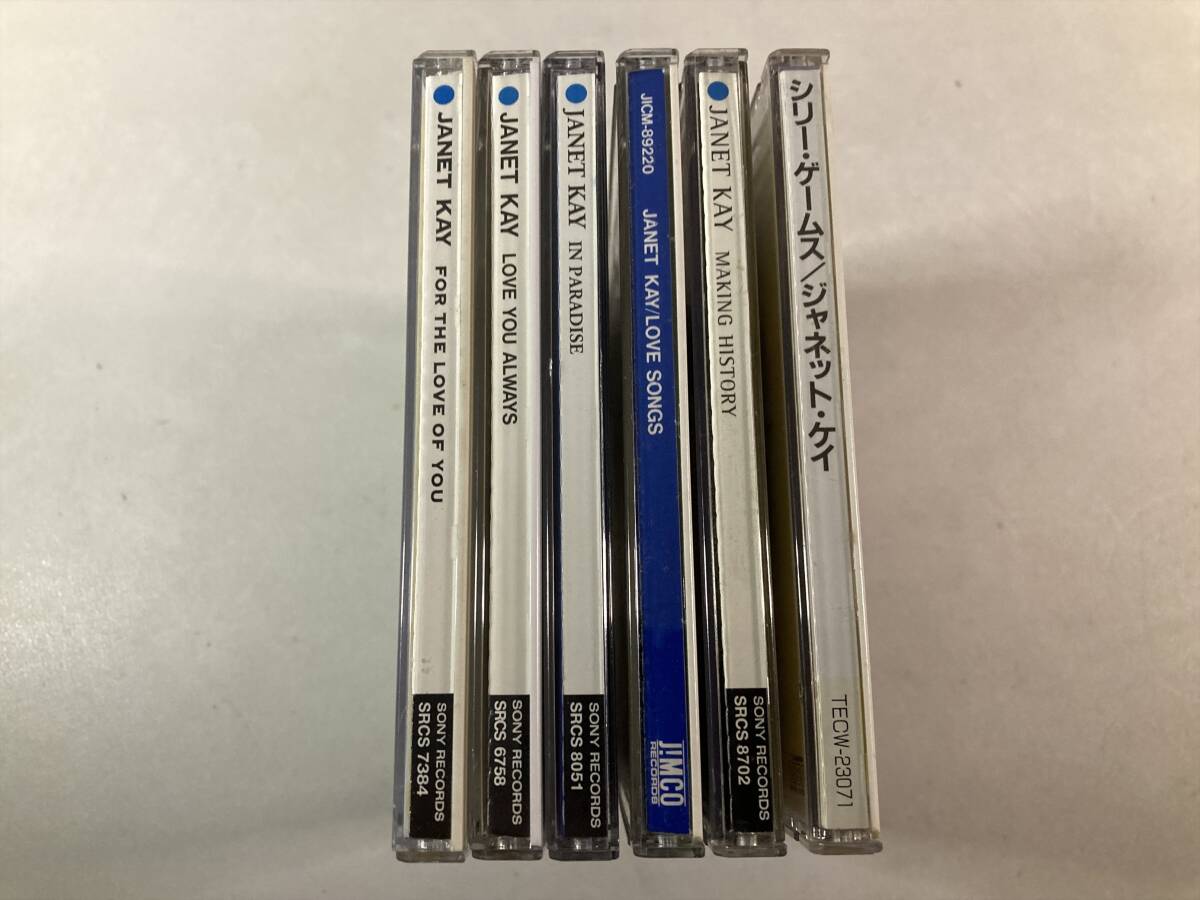 JANET KAY FOR THE LOVE OF YOU
SONY RECORDS
SRCS 7384
JANET KAY LOVE YOU ALWAYS
SONY RECORDS
SRCS 6758
JANET KAY IN PARADISE
SONY RECORDS
SRCS 8051
JICM-89220 JANET KAY/LOVE SONGS
JIMCO
RECORDS
JANET KAY MAKING HISTORY
SONY RECORDS
SRCS 8702
シリー・ゲームス/ジャネット・ケイ TECW-23071